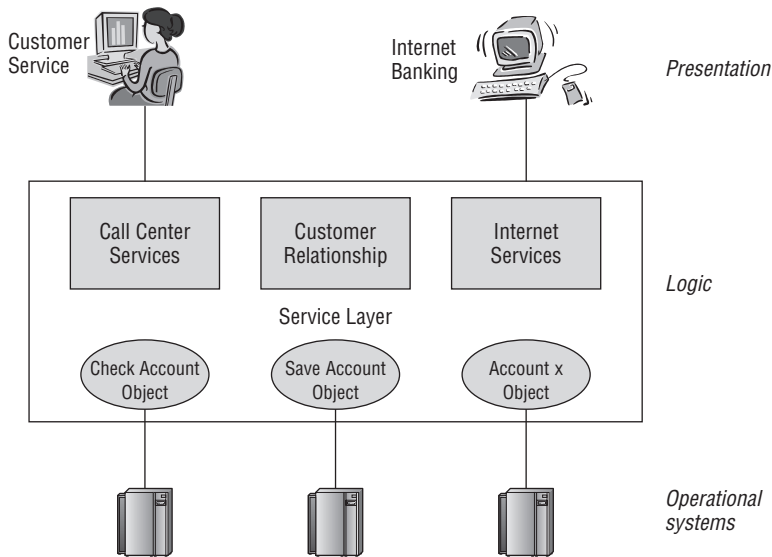 Customer
Service
Internet
Banking
Presentation
Call Center
Services
Customer
Relationship
Internet
Services
Logic
Service Layer
Check Account
Object
Save Account
Object
Account x
Object
Operational
systems